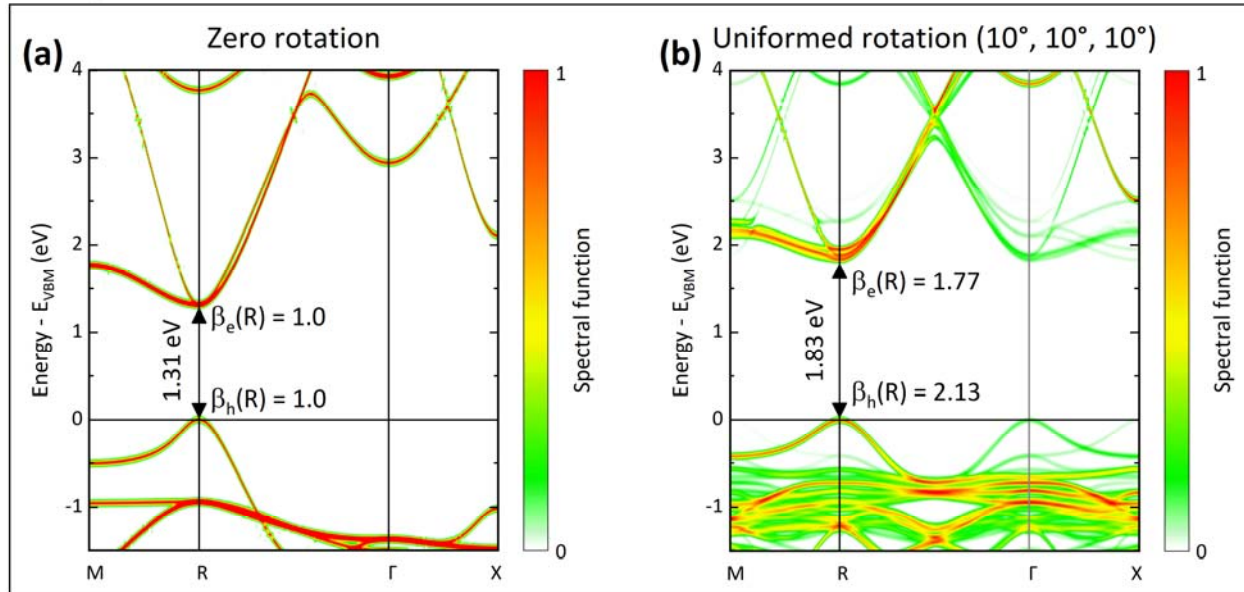 (a)
Zero rotation
4
3
2
1
0
-1
Energy - E_VBM (eV)
1.31 eV
β_e(R) = 1.0
β_h(R) = 1.0
M
R
Γ
X
1
0
Spectral function
(b)
Uniformed rotation (10°, 10°, 10°)
4
3
2
1
0
-1
Energy - E_VBM (eV)
1.83 eV
β_e(R) = 1.77
β_h(R) = 2.13
M
R
Γ
X
1
0
Spectral function